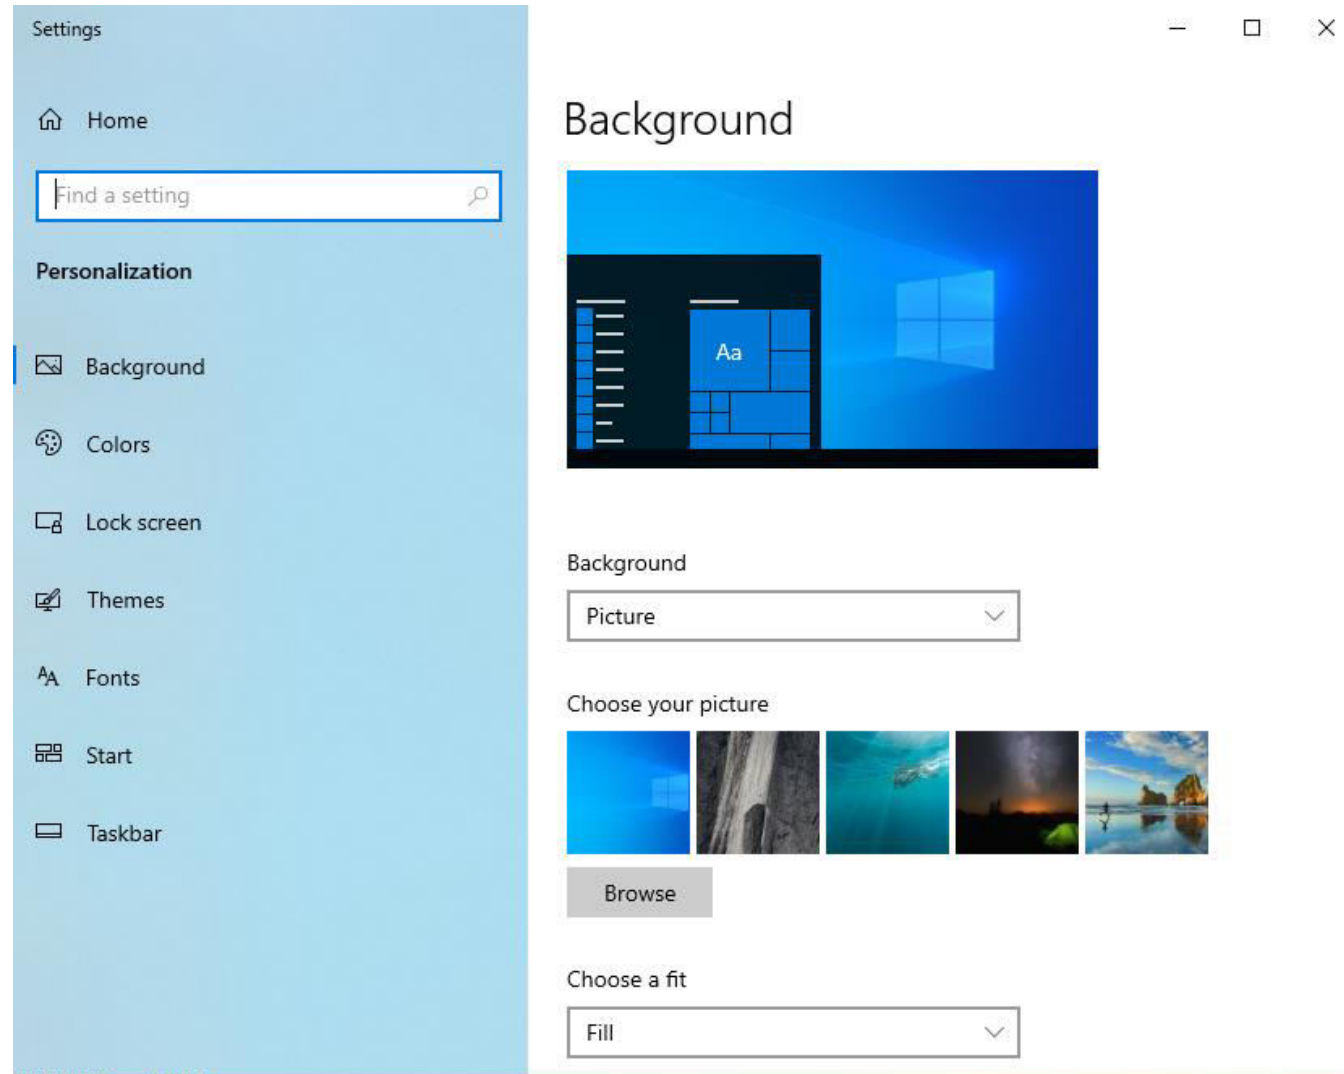 Settings
Home
Find a setting
Personalization
Background
Colors
Lock screen
Themes
Fonts
Start
Taskbar
Background
Aa
Background
Picture
Choose your picture
Browse
Choose a fit
Fill